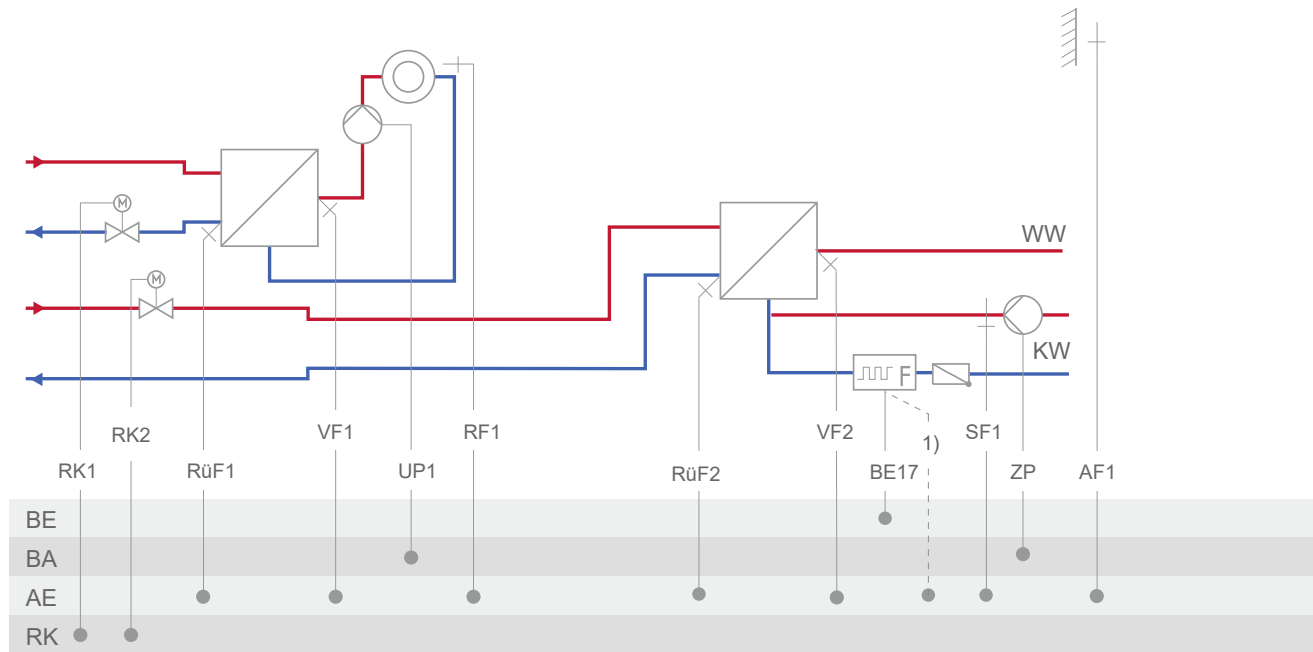 M
M
WW
KW
F
RK1
RK2
RüF1
VF1
UP1
RF1
RüF2
VF2
BE17
1)
SF1
ZP
AF1
BE
BA
AE
RK